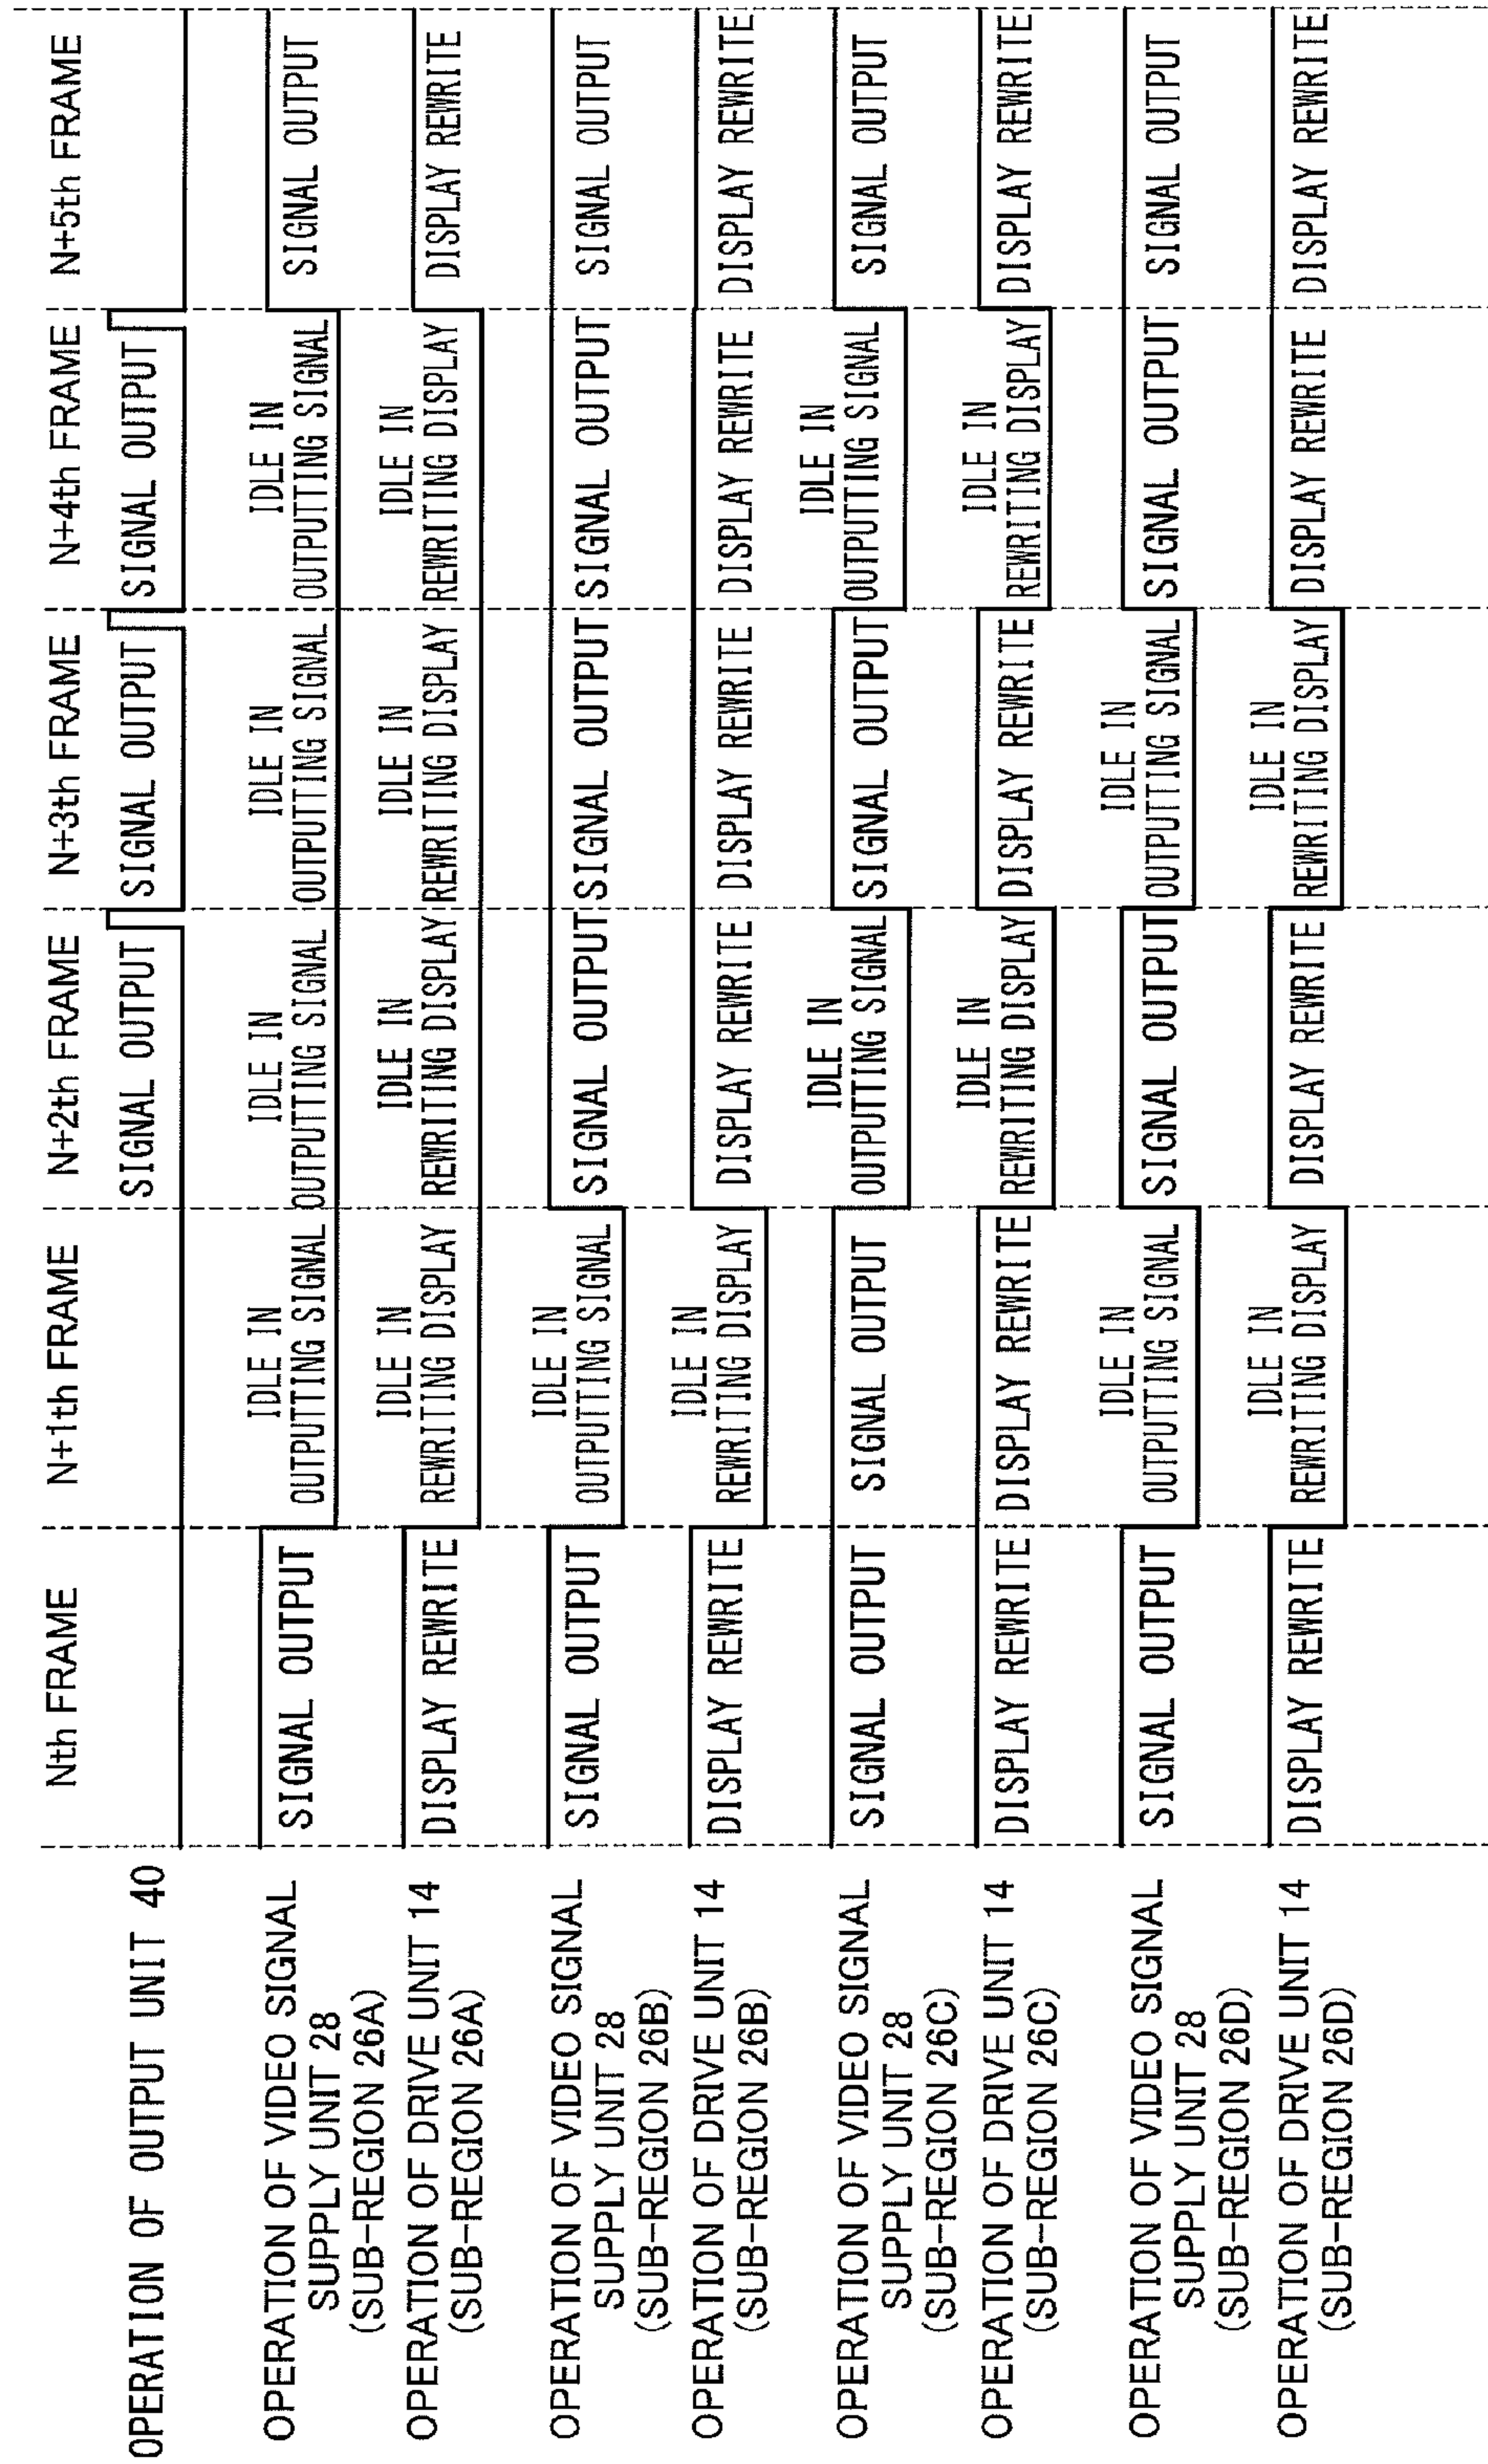 Nth FRAME
N+1th FRAME
N+2th FRAME
N+3th FRAME
N+4th FRAME
N+5th FRAME
OPERATION OF OUTPUT UNIT 40
SIGNAL OUTPUT
SIGNAL OUTPUT
SIGNAL OUTPUT
OPERATION OF VIDEO SIGNAL
SUPPLY UNIT 28
(SUB-REGION 26A)
SIGNAL OUTPUT
IDLE IN
OUTPUTTING SIGNAL
IDLE IN
OUTPUTTING SIGNAL
IDLE IN
OUTPUTTING SIGNAL
IDLE IN
OUTPUTTING SIGNAL
SIGNAL OUTPUT
OPERATION OF DRIVE UNIT 14
(SUB-REGION 26A)
DISPLAY REWRITE
IDLE IN
REWRITING DISPLAY
IDLE IN
REWRITING DISPLAY
IDLE IN
REWRITING DISPLAY
IDLE IN
REWRITING DISPLAY
DISPLAY REWRITE
OPERATION OF VIDEO SIGNAL
SUPPLY UNIT 28
(SUB-REGION 26B)
SIGNAL OUTPUT
IDLE IN
OUTPUTTING SIGNAL
SIGNAL OUTPUT
SIGNAL OUTPUT
SIGNAL OUTPUT
SIGNAL OUTPUT
OPERATION OF DRIVE UNIT 14
(SUB-REGION 26B)
DISPLAY REWRITE
IDLE IN
REWRITING DISPLAY
DISPLAY REWRITE
DISPLAY REWRITE
DISPLAY REWRITE
DISPLAY REWRITE
OPERATION OF VIDEO SIGNAL
SUPPLY UNIT 28
(SUB-REGION 26C)
SIGNAL OUTPUT
SIGNAL OUTPUT
IDLE IN
OUTPUTTING SIGNAL
SIGNAL OUTPUT
IDLE IN
OUTPUTTING SIGNAL
SIGNAL OUTPUT
OPERATION OF DRIVE UNIT 14
(SUB-REGION 26C)
DISPLAY REWRITE
DISPLAY REWRITE
IDLE IN
REWRITING DISPLAY
DISPLAY REWRITE
IDLE IN
REWRITING DISPLAY
DISPLAY REWRITE
OPERATION OF VIDEO SIGNAL
SUPPLY UNIT 28
(SUB-REGION 26D)
SIGNAL OUTPUT
IDLE IN
OUTPUTTING SIGNAL
SIGNAL OUTPUT
IDLE IN
OUTPUTTING SIGNAL
SIGNAL OUTPUT
SIGNAL OUTPUT
OPERATION OF DRIVE UNIT 14
(SUB-REGION 26D)
DISPLAY REWRITE
IDLE IN
REWRITING DISPLAY
DISPLAY REWRITE
IDLE IN
REWRITING DISPLAY
DISPLAY REWRITE
DISPLAY REWRITE